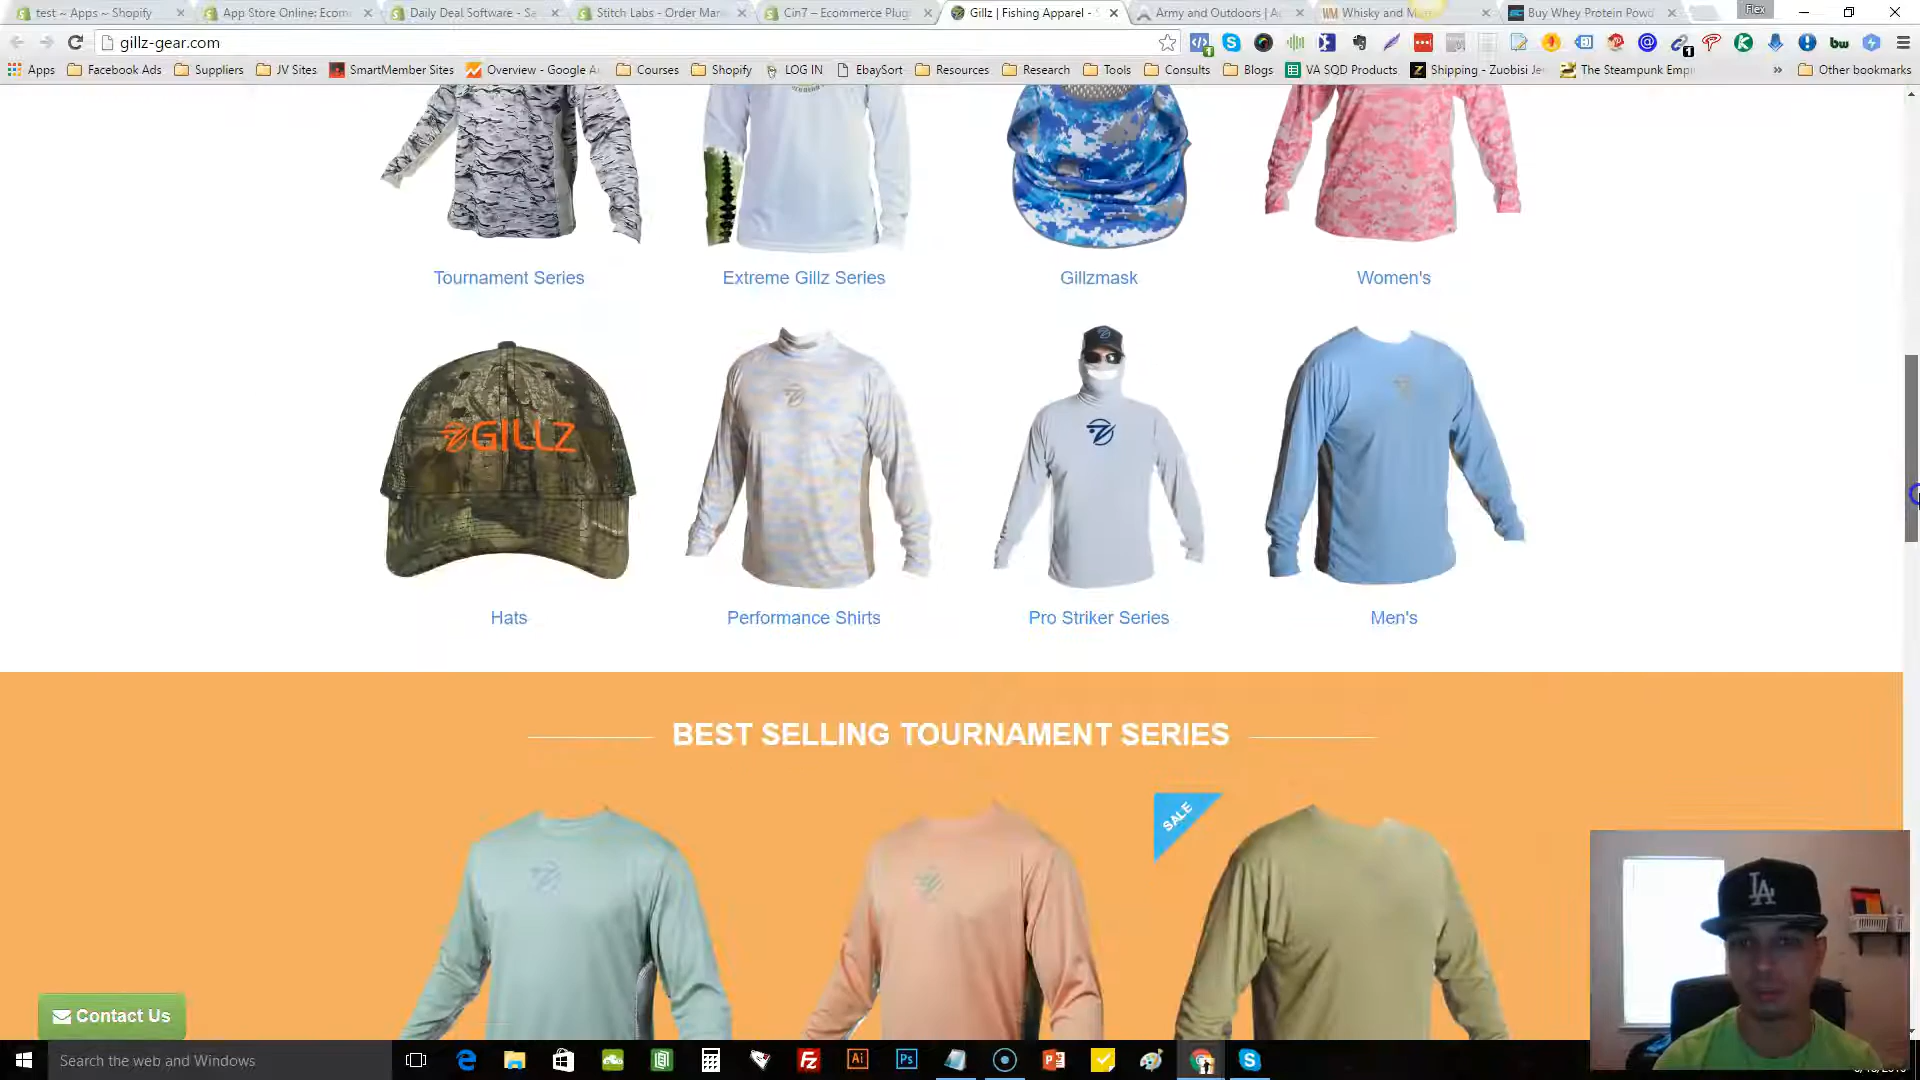 test ~ Apps ~ Shopify
App Store Online: Ecom
Daily Deal Software - Sa
Stitch Labs - Order Man
Cin7 – Ecommerce Plug
Gillz | Fishing Apparel - S
Army and Outdoors | A
Whisky and M
Buy Whey Protein Powd
Flex
gillz-gear.com
Apps
Facebook Ads
Suppliers
JV Sites
SmartMember Sites
Overview - Google A
Courses
Shopify
LOG IN
EbaySort
Resources
Research
Tools
Consults
Blogs
VA SQD Products
Shipping - Zuobisi Je
The Steampunk Empi
»
Other bookmarks
Tournament Series
Extreme Gillz Series
Gillzmask
Women's
GILLZ
Hats
Performance Shirts
Pro Striker Series
Men's
BEST SELLING TOURNAMENT SERIES
SALE
LA
Contact Us
Search the web and Windows